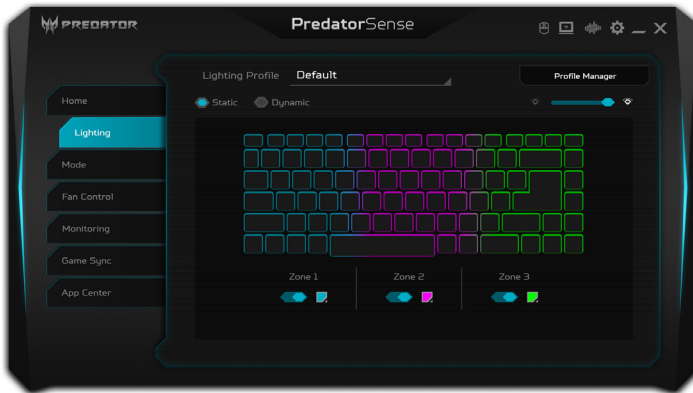 PREDATOR
PredatorSense
Lighting Profile Default
Profile Manager
Static Dynamic
Home
Lighting
Mode
Fan Control
Monitoring
Game Sync
App Center
Zone 1 Zone 2 Zone 3